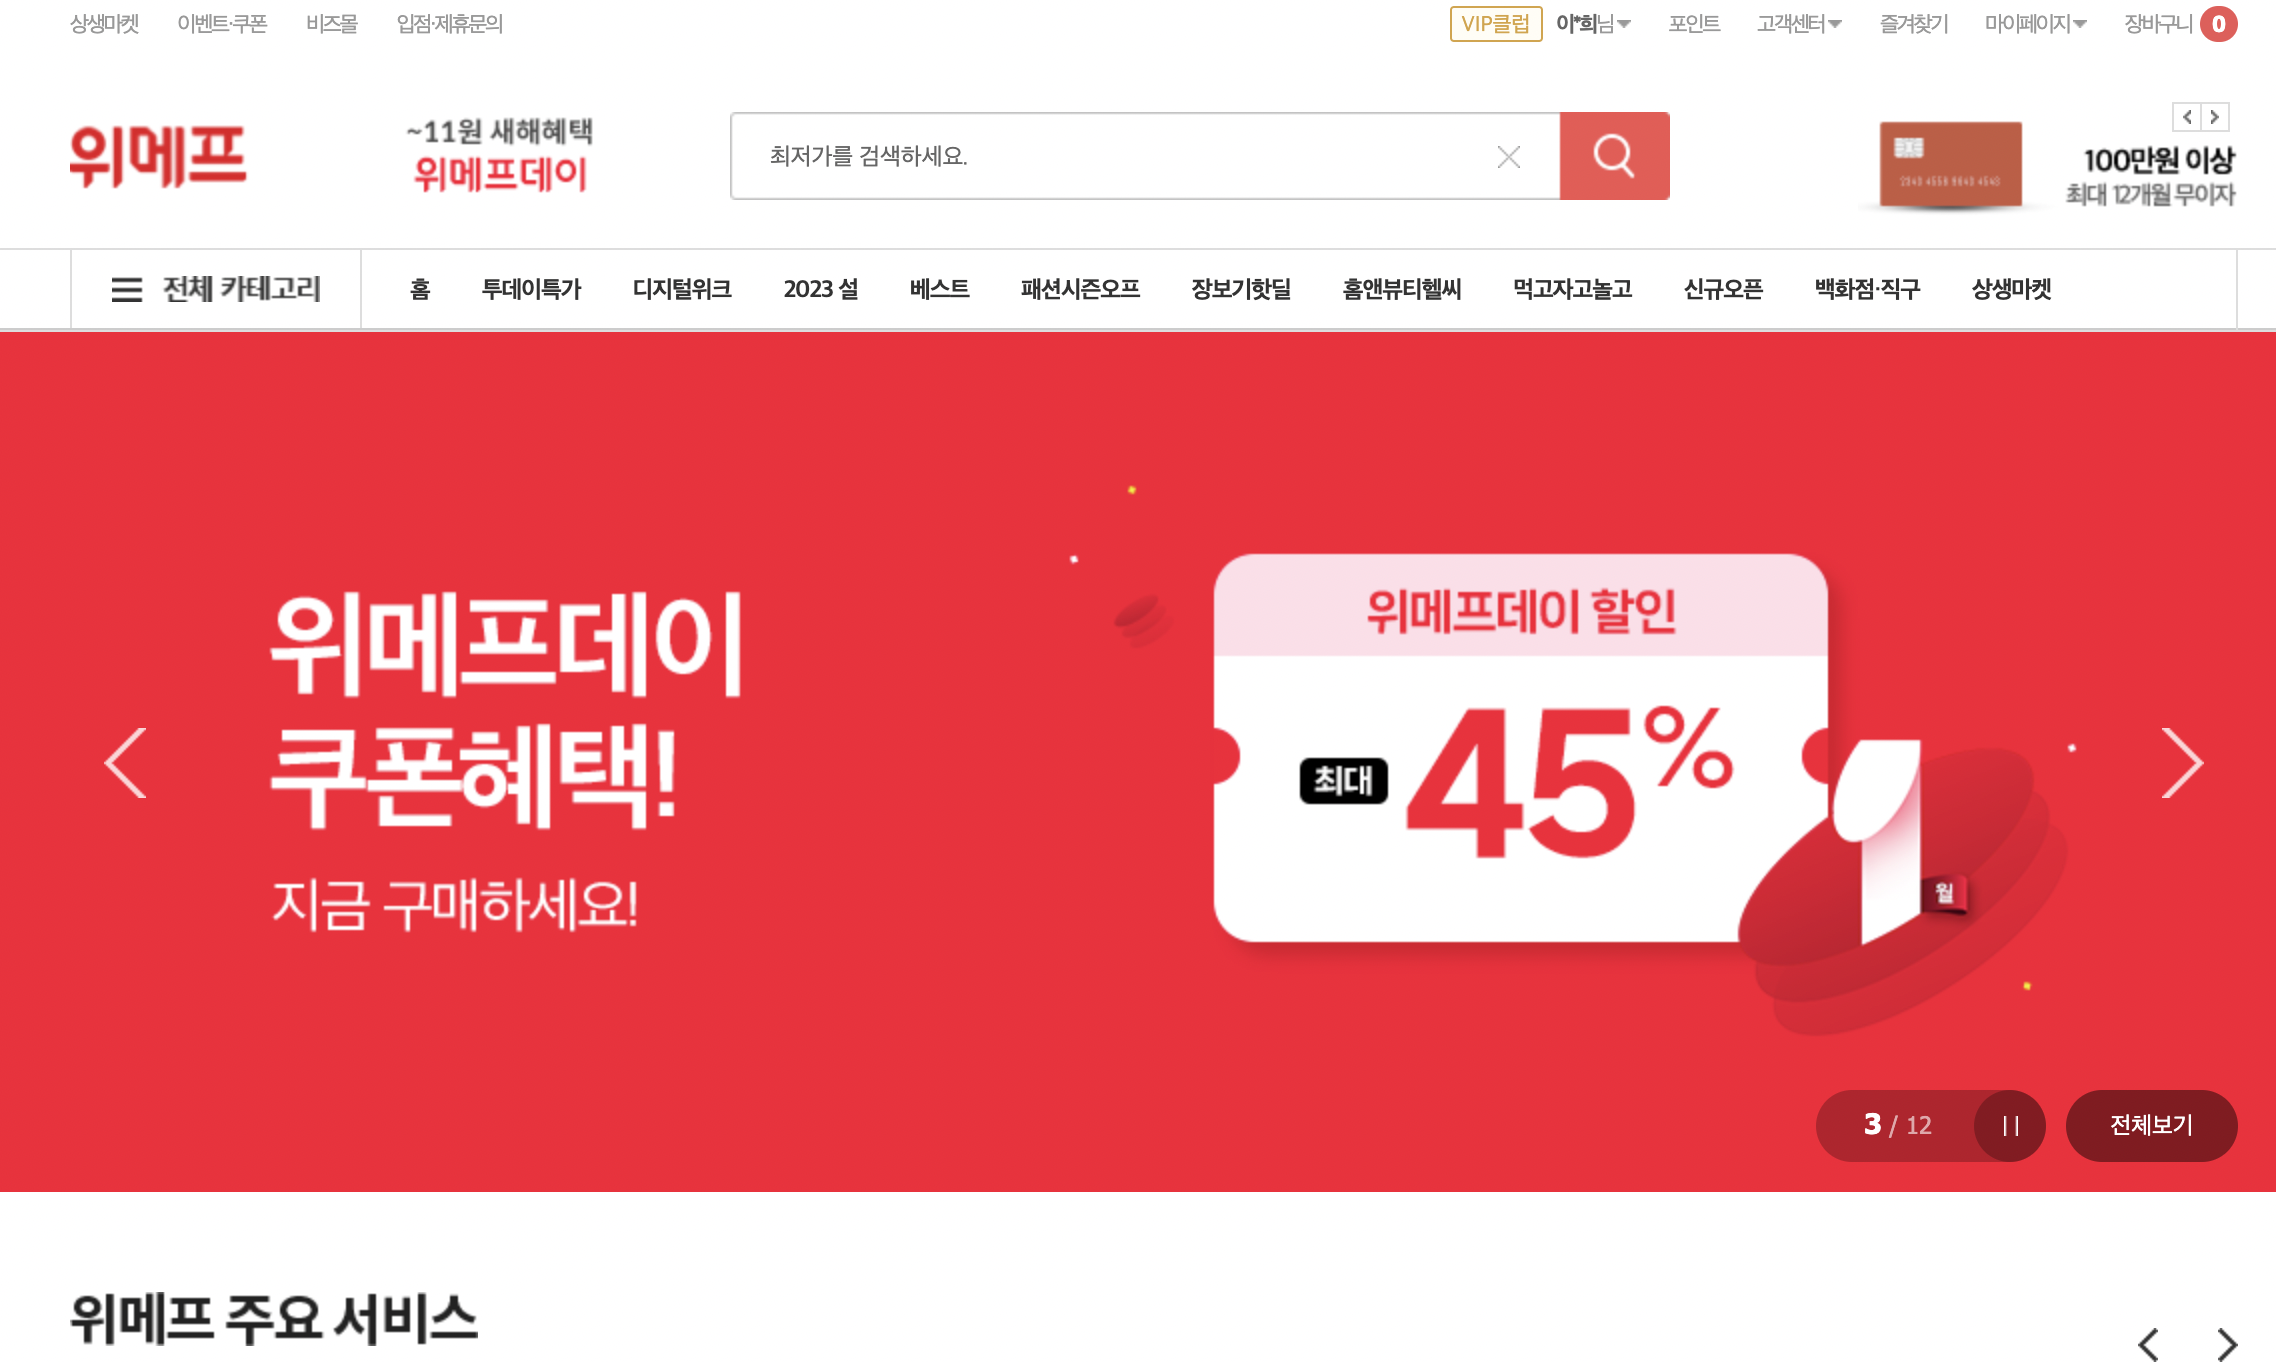 상생마켓 이벤트·쿠폰 비즈몰 입점·제휴문의 VIP클럽 이*희님 포인트 고객센터 즐겨찾기 마이페이지 장바구니 0
위메프
~11원 새해혜택
위메프데이
최저가를 검색하세요.
2343 4556 8643 4543
100만원 이상
최대 12개월 무이자
전체 카테고리 홈 투데이특가 디지털위크 2023 설 베스트 패션시즌오프 장보기핫딜 홈앤뷰티헬씨 먹고자고놀고 신규오픈 백화점·직구 상생마켓
위메프데이
쿠폰혜택!
지금 구매하세요!
위메프데이 할인
최대 45%
1월
3 / 12 전체보기
위메프 주요 서비스